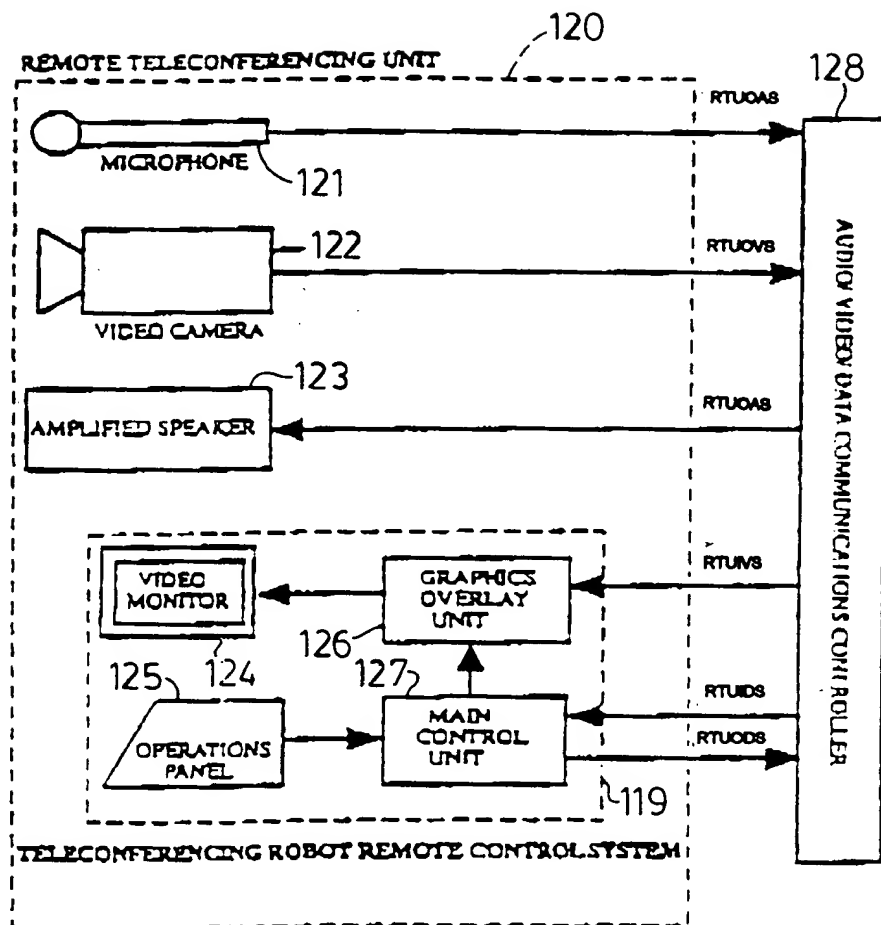 120
REMOTE TELECONFERENCING UNIT
128
RTUOAS
MICROPHONE
121
122
RTUOVS
VIDEO CAMERA
123
AMPLIFIED SPEAKER
RTUOAS
AUDIO/VIDEO/DATA COMMUNICATIONS CONTROLLER
VIDEO
MONITOR
124
GRAPHICS
OVERLAY
UNIT
126
RTUIVS
125
OPERATIONS
PANEL
127
MAIN
CONTROL
UNIT
RTUIDS
RTUODS
119
TELECONFERENCING ROBOT REMOTE CONTROL SYSTEM